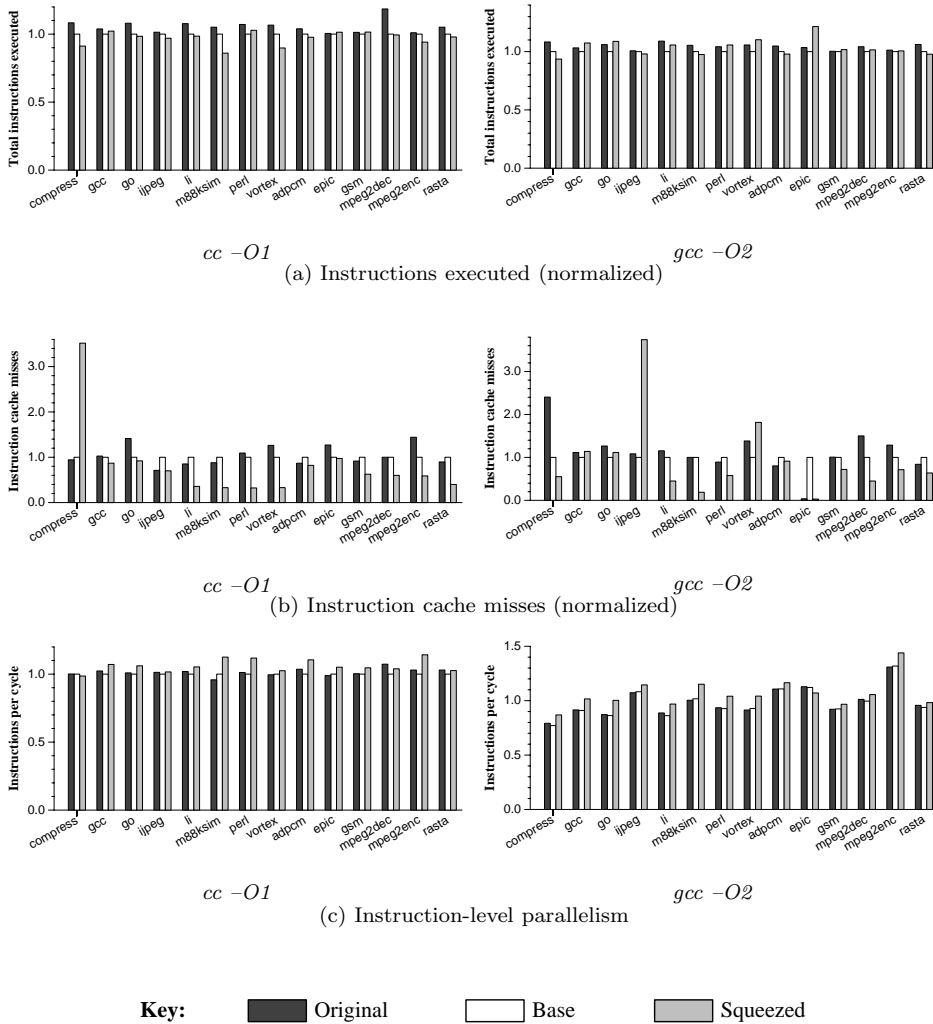 Total instructions executed
1.0
0.5
0.0
compress
gcc
go
ijpeg
li
m88ksim
perl
vortex
adpcm
epic
gsm
mpeg2dec
mpeg2enc
rasta
cc –O1
Total instructions executed
1.0
0.5
0.0
compress
gcc
go
ijpeg
li
m88ksim
perl
vortex
adpcm
epic
gsm
mpeg2dec
mpeg2enc
rasta
gcc –O2
(a) Instructions executed (normalized)
Instruction cache misses
3.0
2.0
1.0
0.0
compress
gcc
go
ijpeg
li
m88ksim
perl
vortex
adpcm
epic
gsm
mpeg2dec
mpeg2enc
rasta
cc –O1
Instruction cache misses
3.0
2.0
1.0
0.0
compress
gcc
go
ijpeg
li
m88ksim
perl
vortex
adpcm
epic
gsm
mpeg2dec
mpeg2enc
rasta
gcc –O2
(b) Instruction cache misses (normalized)
Instructions per cycle
1.0
0.5
0.0
compress
gcc
go
ijpeg
li
m88ksim
perl
vortex
adpcm
epic
gsm
mpeg2dec
mpeg2enc
rasta
cc –O1
Instructions per cycle
1.5
1.0
0.5
0.0
compress
gcc
go
ijpeg
li
m88ksim
perl
vortex
adpcm
epic
gsm
mpeg2dec
mpeg2enc
rasta
gcc –O2
(c) Instruction-level parallelism
Key: Original Base Squeezed